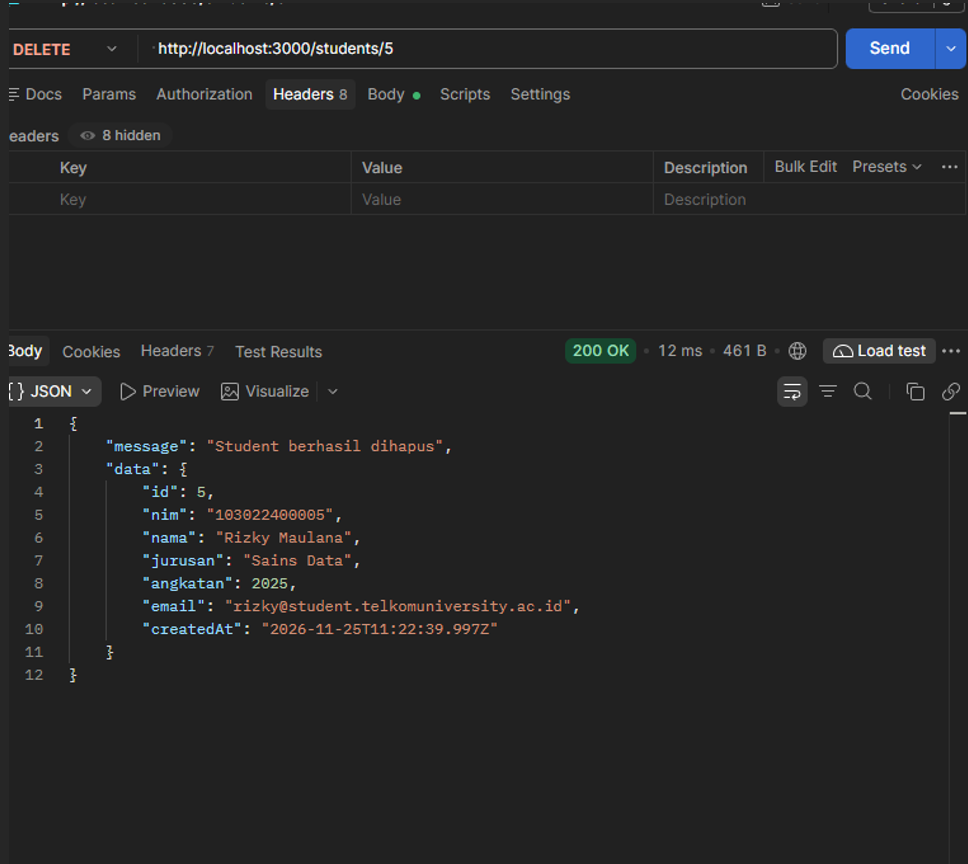 DELETE http://localhost:3000/students/5 Send
Docs Params Authorization Headers 8 Body Scripts Settings Cookies
eaders 8 hidden
Key Value Description Bulk Edit Presets
Key Value Description
Body Cookies Headers 7 Test Results 200 OK 12 ms 461 B Load test
{} JSON Preview Visualize
1 {
2 "message": "Student berhasil dihapus",
3 "data": {
4 "id": 5,
5 "nim": "103022400005",
6 "nama": "Rizky Maulana",
7 "jurusan": "Sains Data",
8 "angkatan": 2025,
9 "email": "rizky@student.telkomuniversity.ac.id",
10 "createdAt": "2026-11-25T11:22:39.997Z"
11 }
12 }